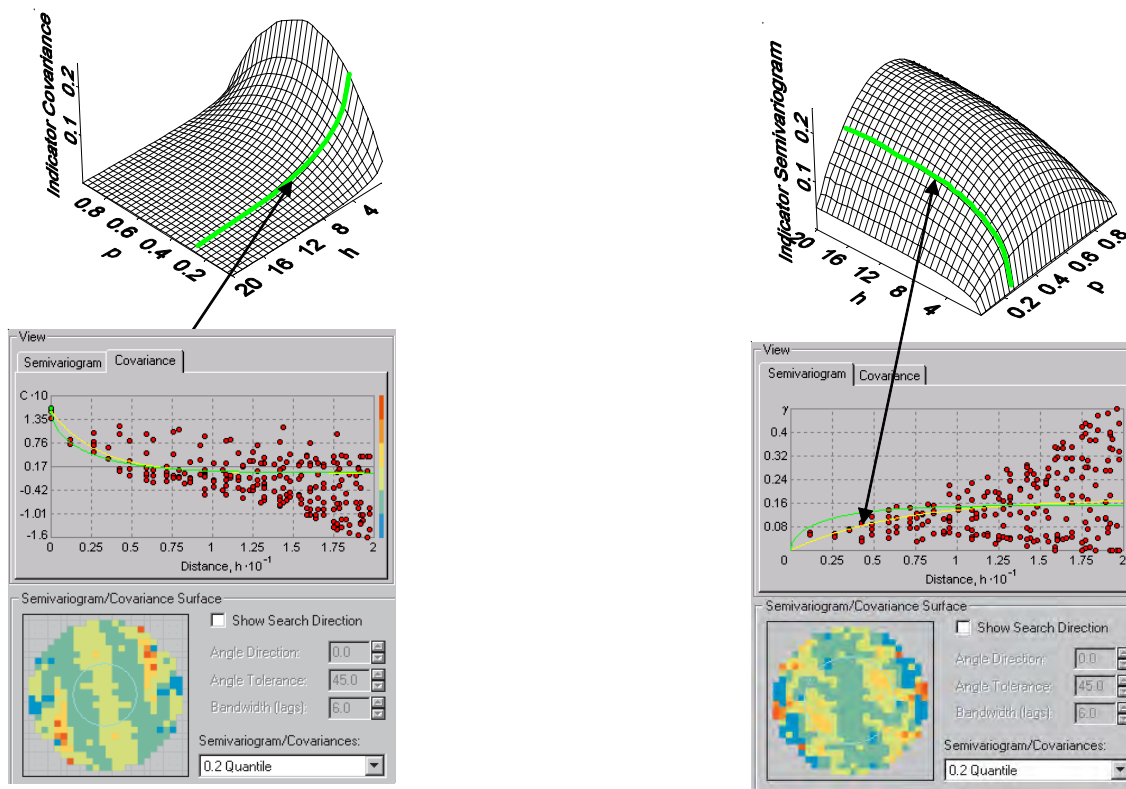 Indicator Covariance
0.1 0.2
0.8 0.6 0.4 0.2
p
20 16 12 8 4
h
View
Semivariogram Covariance
C ·10
1.35
0.76
0.17
-0.42
-1.01
-1.6
0 0.25 0.5 0.75 1 1.25 1.5 1.75 2
Distance, h ·10⁻¹
Semivariogram/Covariance Surface
Show Search Direction
Angle Direction: 0.0
Angle Tolerance: 45.0
Bandwidth (lags): 6.0
Semivariogram/Covariances:
0.2 Quantile
Indicator Semivariogram
0.1 0.2
20 16 12 8 4
h
0.2 0.4 0.6 0.8
p
View
Semivariogram Covariance
γ
0.4
0.32
0.24
0.16
0.08
0 0.25 0.5 0.75 1 1.25 1.5 1.75 2
Distance, h ·10⁻¹
Semivariogram/Covariance Surface
Show Search Direction
Angle Direction: 0.0
Angle Tolerance: 45.0
Bandwidth (lags): 6.0
Semivariogram/Covariances:
0.2 Quantile